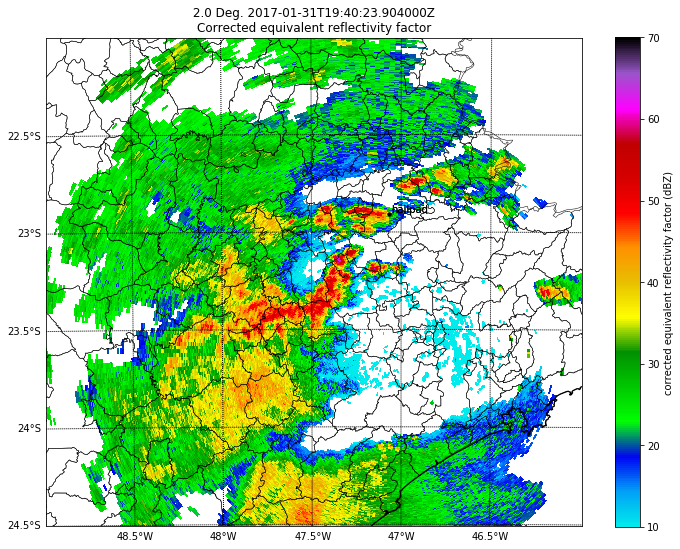 2.0 Deg. 2017-01-31T19:40:23.904000Z
Corrected equivalent reflectivity factor
22.5°S
23°S
23.5°S
24°S
24.5°S
48.5°W
48°W
47.5°W
47°W
46.5°W
70
60
50
40
30
20
10
corrected equivalent reflectivity factor (dBZ)